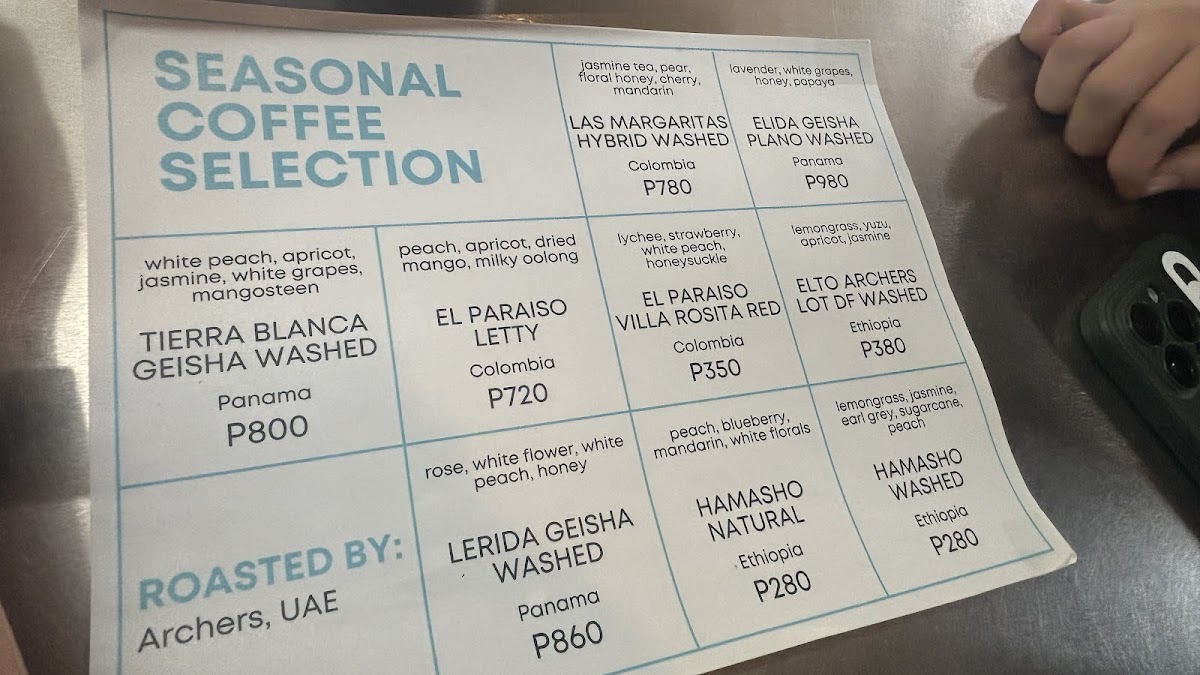 SEASONAL
COFFEE
SELECTION
jasmine tea, pear,
floral honey, cherry,
mandarin
LAS MARGARITAS
HYBRID WASHED
Colombia
P780
lavender, white grapes,
honey, papaya
ELIDA GEISHA
PLANO WASHED
Panama
P980
white peach, apricot,
jasmine, white grapes,
mangosteen
TIERRA BLANCA
GEISHA WASHED
Panama
P800
peach, apricot, dried
mango, milky oolong
EL PARAISO
LETTY
Colombia
P720
lychee, strawberry,
white peach,
honeysuckle
EL PARAISO
VILLA ROSITA RED
Colombia
P350
lemongrass, yuzu,
apricot, jasmine
ELTO ARCHERS
LOT DF WASHED
Ethiopia
P380
ROASTED BY:
Archers, UAE
rose, white flower, white
peach, honey
LERIDA GEISHA
WASHED
Panama
P860
peach, blueberry,
mandarin, white florals
HAMASHO
NATURAL
Ethiopia
P280
lemongrass, jasmine,
earl grey, sugarcane,
peach
HAMASHO
WASHED
Ethiopia
P280